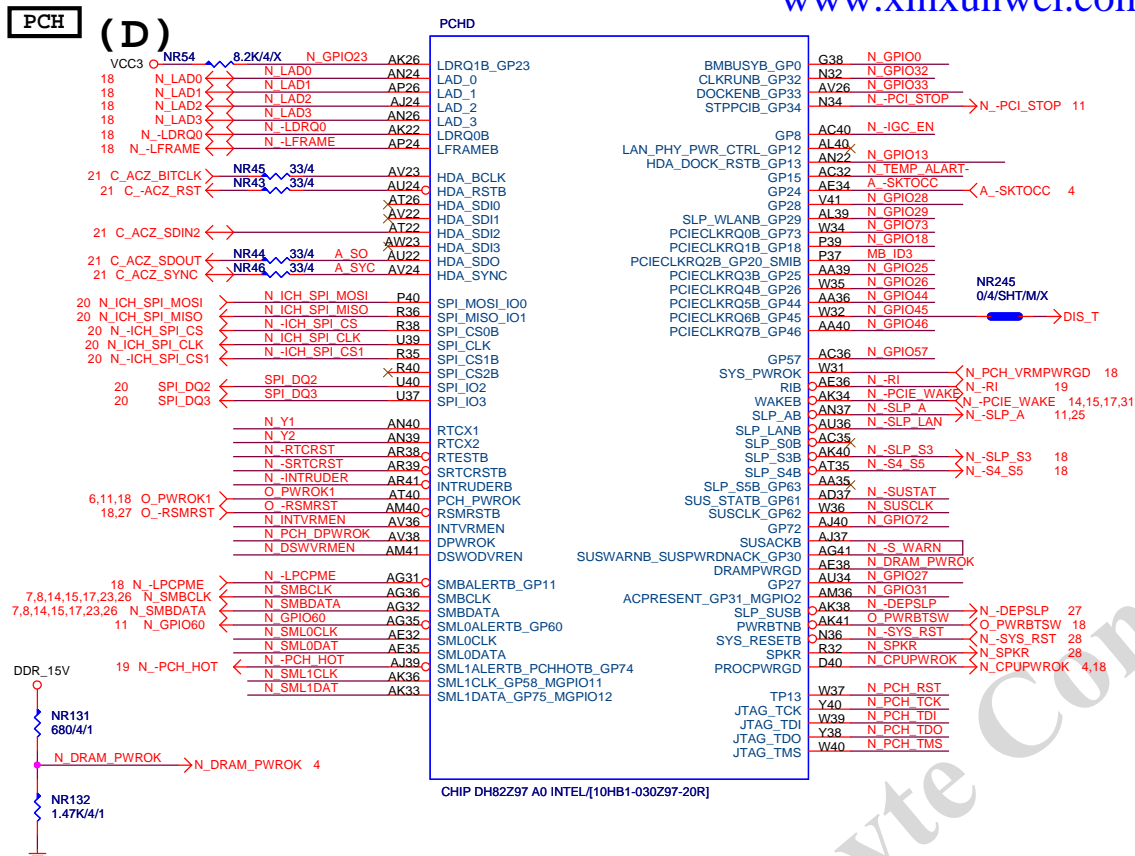 www.xinxunwei.com
PCH
(D)
PCHD
VCC3 NR54 8.2K/4/X N_GPIO23 AK26 LDRQ1B_GP23
18 N_LAD0 N_LAD0 AN24 LAD_0
18 N_LAD1 N_LAD1 AP26 LAD_1
18 N_LAD2 N_LAD2 AJ24 LAD_2
18 N_LAD3 N_LAD3 AN26 LAD_3
18 N_-LDRQ0 N_-LDRQ0 AK22 LDRQ0B
18 N_-LFRAME N_-LFRAME AP24 LFRAMEB
21 C_ACZ_BITCLK NR45 33/4 AV23 HDA_BCLK
21 C_-ACZ_RST NR43 33/4 AU24 HDA_RSTB
AT26 HDA_SDI0
AV22 HDA_SDI1
21 C_ACZ_SDIN2 AT22 HDA_SDI2
AW23 HDA_SDI3
21 C_ACZ_SDOUT NR44 33/4 A_SO AU22 HDA_SDO
21 C_ACZ_SYNC NR46 33/4 A_SYC AV24 HDA_SYNC
20 N_ICH_SPI_MOSI N_ICH_SPI_MOSI P40 SPI_MOSI_IO0
20 N_ICH_SPI_MISO N_ICH_SPI_MISO R36 SPI_MISO_IO1
20 N_-ICH_SPI_CS N_-ICH_SPI_CS R38 SPI_CS0B
20 N_ICH_SPI_CLK N_ICH_SPI_CLK U39 SPI_CLK
20 N_-ICH_SPI_CS1 N_-ICH_SPI_CS1 R35 SPI_CS1B
R40 SPI_CS2B
20 SPI_DQ2 SPI_DQ2 U40 SPI_IO2
20 SPI_DQ3 SPI_DQ3 U37 SPI_IO3
N_Y1 AN40 RTCX1
N_Y2 AN39 RTCX2
N_-RTCRST AR38 RTESTB
N_-SRTCRST AR39 SRTCRSTB
N_-INTRUDER AR41 INTRUDERB
6,11,18 O_PWROK1 O_PWROK1 AT40 PCH_PWROK
18,27 O_-RSMRST O_-RSMRST AM40 RSMRSTB
N_INTVRMEN AV36 INTVRMEN
N_PCH_DPWROK AV38 DPWROK
N_DSWVRMEN AM41 DSWODVREN
18 N_-LPCPME N_-LPCPME AG31 SMBALERTB_GP11
7,8,14,15,17,23,26 N_SMBCLK N_SMBCLK AG36 SMBCLK
7,8,14,15,17,23,26 N_SMBDATA N_SMBDATA AG32 SMBDATA
11 N_GPIO60 N_GPIO60 AG35 SML0ALERTB_GP60
N_SML0CLK AE32 SML0CLK
N_SML0DAT AE35 SML0DATA
19 N_-PCH_HOT N_-PCH_HOT AJ39 SML1ALERTB_PCHHOTB_GP74
N_SML1CLK AK36 SML1CLK_GP58_MGPIO11
N_SML1DAT AK33 SML1DATA_GP75_MGPIO12
BMBUSYB_GP0 G38 N_GPIO0
CLKRUNB_GP32 N32 N_GPIO32
DOCKENB_GP33 AV26 N_GPIO33
STPPCIB_GP34 N34 N_-PCI_STOP N_-PCI_STOP 11
GP8 AC40 N_-IGC_EN
LAN_PHY_PWR_CTRL_GP12 AL40
HDA_DOCK_RSTB_GP13 AN22 N_GPIO13
GP15 AC32 N_TEMP_ALART-
GP24 AE34 A_-SKTOCC A_-SKTOCC 4
GP28 V41 N_GPIO28
SLP_WLANB_GP29 AL39 N_GPIO29
PCIECLKRQ0B_GP73 W34 N_GPIO73
PCIECLKRQ1B_GP18 P39 N_GPIO18
PCIECLKRQ2B_GP20_SMIB P37 MB_ID3
PCIECLKRQ3B_GP25 AA39 N_GPIO25
PCIECLKRQ4B_GP26 W35 N_GPIO26
PCIECLKRQ5B_GP44 AA36 N_GPIO44
PCIECLKRQ6B_GP45 W32 N_GPIO45 NR245 0/4/SHT/M/X DIS_T
PCIECLKRQ7B_GP46 AA40 N_GPIO46
GP57 AC36 N_GPIO57
SYS_PWROK W31 N_PCH_VRMPWRGD 18
RIB AE36 N_-RI N_-RI 19
WAKEB AK34 N_-PCIE_WAKE N_-PCIE_WAKE 14,15,17,31
SLP_AB AN37 N_-SLP_A N_-SLP_A 11,25
SLP_LANB AU36 N_-SLP_LAN
SLP_S0B AC35
SLP_S3B AK40 N_-SLP_S3 N_-SLP_S3 18
SLP_S4B AT35 N_-S4_S5 N_-S4_S5 18
SLP_S5B_GP63 AA35
SUS_STATB_GP61 AD37 N_-SUSTAT
SUSCLK_GP62 W36 N_SUSCLK
GP72 AJ40 N_GPIO72
SUSACKB AJ37
SUSWARNB_SUSPWRDNACK_GP30 AG41 N_-S_WARN
DRAMPWRGD AE38 N_DRAM_PWROK
GP27 AU34 N_GPIO27
ACPRESENT_GP31_MGPIO2 AM36 N_GPIO31
SLP_SUSB AK38 N_-DEPSLP N_-DEPSLP 27
PWRBTNB AK41 O_PWRBTSW O_PWRBTSW 18
SYS_RESETB N36 N_-SYS_RST N_-SYS_RST 28
SPKR R32 N_SPKR N_SPKR 28
PROCPWRGD D40 N_CPUPWROK N_CPUPWROK 4,18
TP13 W37 N_PCH_RST
JTAG_TCK Y40 N_PCH_TCK
JTAG_TDI W39 N_PCH_TDI
JTAG_TDO Y38 N_PCH_TDO
JTAG_TMS W40 N_PCH_TMS
DDR_15V
NR131
680/4/1
N_DRAM_PWROK N_DRAM_PWROK 4
NR132
1.47K/4/1
CHIP DH82Z97 A0 INTEL/[10HB1-030Z97-20R]